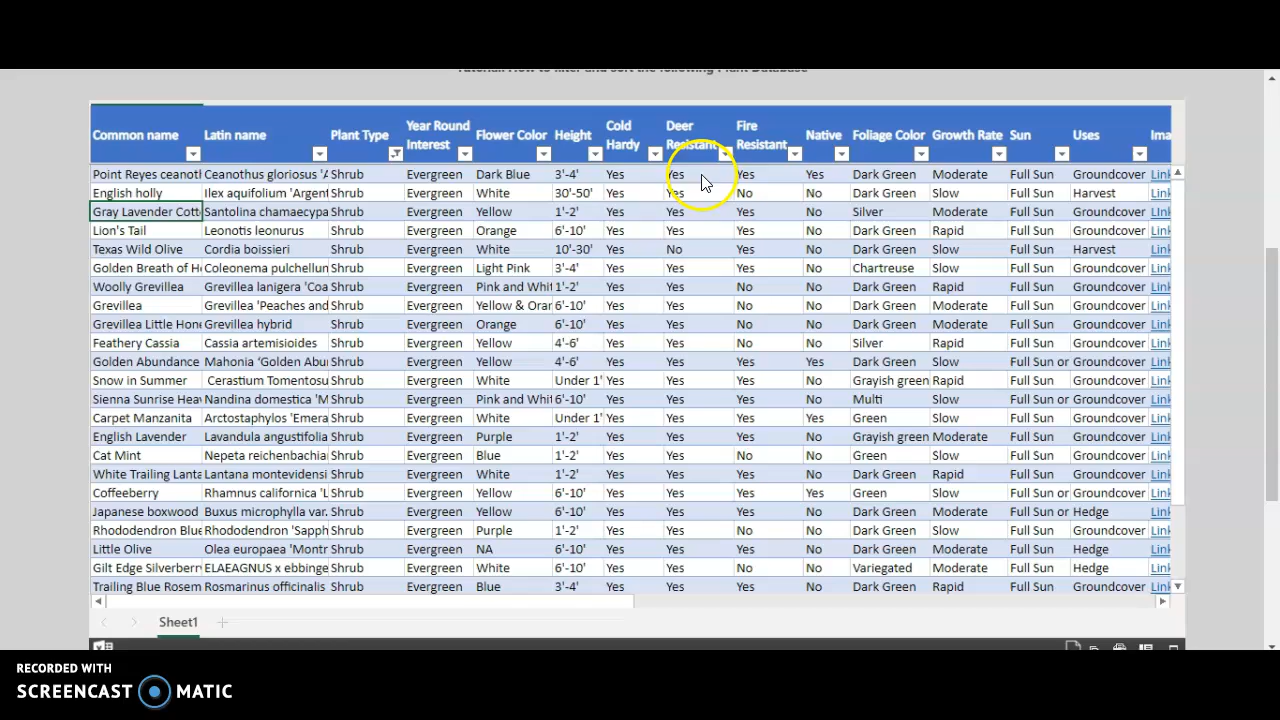 Tutorial: How to filter and sort the following Plant Database
Common name Latin name Plant Type Year Round Interest Flower Color Height Cold Hardy Deer Resistant Fire Resistant Native Foliage Color Growth Rate Sun Uses Ima
Point Reyes ceanot Ceanothus gloriosus 'A Shrub Evergreen Dark Blue 3'-4' Yes Yes Yes Yes Dark Green Moderate Full Sun Groundcover Link
English holly Ilex aquifolium 'Argent Shrub Evergreen White 30'-50' Yes Yes No No Dark Green Slow Full Sun Harvest Link
Gray Lavender Cott Santolina chamaecypa Shrub Evergreen Yellow 1'-2' Yes Yes Yes No Silver Moderate Full Sun Groundcover Link
Lion's Tail Leonotis leonurus Shrub Evergreen Orange 6'-10' Yes Yes Yes No Dark Green Rapid Full Sun Groundcover Link
Texas Wild Olive Cordia boissieri Shrub Evergreen White 10'-30' Yes No Yes No Dark Green Slow Full Sun Harvest Link
Golden Breath of He Coleonema pulchellun Shrub Evergreen Light Pink 3'-4' Yes Yes Yes No Chartreuse Slow Full Sun Groundcover Link
Woolly Grevillea Grevillea lanigera 'Coa Shrub Evergreen Pink and Whit 1'-2' Yes Yes No No Dark Green Rapid Full Sun Groundcover Link
Grevillea Grevillea 'Peaches and Shrub Evergreen Yellow & Orar 6'-10' Yes Yes No No Dark Green Moderate Full Sun Groundcover Link
Grevillea Little Hone Grevillea hybrid Shrub Evergreen Orange 6'-10' Yes Yes No No Dark Green Moderate Full Sun Groundcover Link
Feathery Cassia Cassia artemisioides Shrub Evergreen Yellow 4'-6' Yes Yes No No Silver Rapid Full Sun Groundcover Link
Golden Abundance Mahonia 'Golden Abu Shrub Evergreen Yellow 4'-6' Yes Yes Yes Yes Dark Green Slow Full Sun or Groundcover Link
Snow in Summer Cerastium Tomentosu Shrub Evergreen White Under 1' Yes Yes Yes No Grayish green Rapid Full Sun Groundcover Link
Sienna Sunrise Heav Nandina domestica 'M Shrub Evergreen Pink and Whit 6'-10' Yes Yes Yes No Multi Slow Full Sun or Groundcover Link
Carpet Manzanita Arctostaphylos 'Emera Shrub Evergreen White Under 1' Yes Yes Yes Yes Green Moderate Full Sun Groundcover Link
English Lavender Lavandula angustifolia Shrub Evergreen Purple 1'-2' Yes Yes Yes No Grayish green Moderate Full Sun Groundcover Link
Cat Mint Nepeta reichenbachia Shrub Evergreen Blue 1'-2' Yes Yes No No Green Slow Full Sun Groundcover Link
White Trailing Lanta Lantana montevidensi Shrub Evergreen White 1'-2' Yes Yes Yes No Dark Green Rapid Full Sun Groundcover Link
Coffeeberry Rhamnus californica 'L Shrub Evergreen Yellow 6'-10' Yes Yes Yes Yes Green Slow Full Sun or Groundcover Link
Japanese boxwood Buxus microphylla var. Shrub Evergreen Yellow 6'-10' Yes Yes Yes No Dark Green Moderate Full Sun or Hedge Link
Rhododendron Blue Rhododendron 'Sapph Shrub Evergreen Purple 1'-2' Yes Yes No No Dark Green Slow Full Sun Groundcover Link
Little Olive Olea europaea 'Montr Shrub Evergreen NA 6'-10' Yes Yes Yes No Dark Green Moderate Full Sun Hedge Link
Gilt Edge Silverberry ELAEAGNUS x ebbinge Shrub Evergreen White 6'-10' Yes Yes No No Variegated Moderate Full Sun Hedge Link
Trailing Blue Rosem Rosmarinus officinalis Shrub Evergreen Blue 3'-4' Yes Yes Yes No Dark Green Rapid Full Sun Groundcover Link
Sheet1
RECORDED WITH
SCREENCAST MATIC